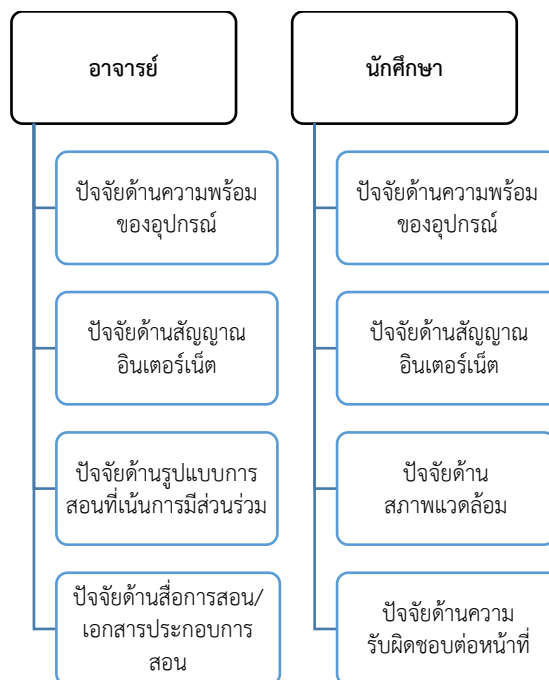 อาจารย์
ปัจจัยด้านความพร้อม
ของอุปกรณ์
ปัจจัยด้านสัญญาณ
อินเตอร์เน็ต
ปัจจัยด้านรูปแบบการ
สอนที่เน้นการมีส่วนร่วม
ปัจจัยด้านสื่อการสอน/
เอกสารประกอบการ
สอน
นักศึกษา
ปัจจัยด้านความพร้อม
ของอุปกรณ์
ปัจจัยด้านสัญญาณ
อินเตอร์เน็ต
ปัจจัยด้าน
สภาพแวดล้อม
ปัจจัยด้านความ
รับผิดชอบต่อหน้าที่